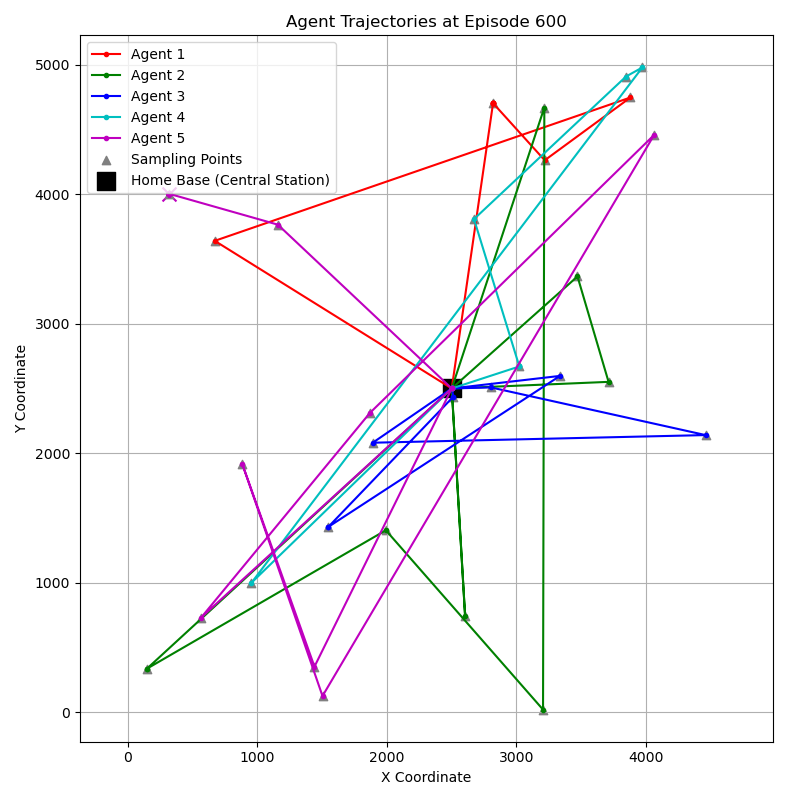 Agent Trajectories at Episode 600
Agent 1
Agent 2
Agent 3
Agent 4
Agent 5
Sampling Points
Home Base (Central Station)
5000
4000
3000
2000
1000
0
Y Coordinate
0 1000 2000 3000 4000
X Coordinate